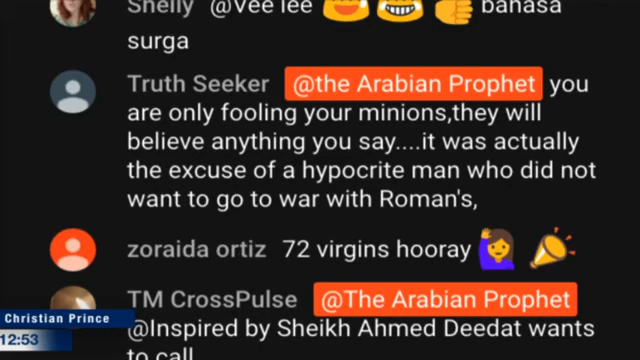 Shelly @Vee lee bahasa
surga
Truth Seeker @the Arabian Prophet you
are only fooling your minions,they will
believe anything you say....it was actually
the excuse of a hypocrite man who did not
want to go to war with Roman's,
zoraida ortiz 72 virgins hooray
TM CrossPulse @The Arabian Prophet
@Inspired by Sheikh Ahmed Deedat wants
to call
Christian Prince
12:53